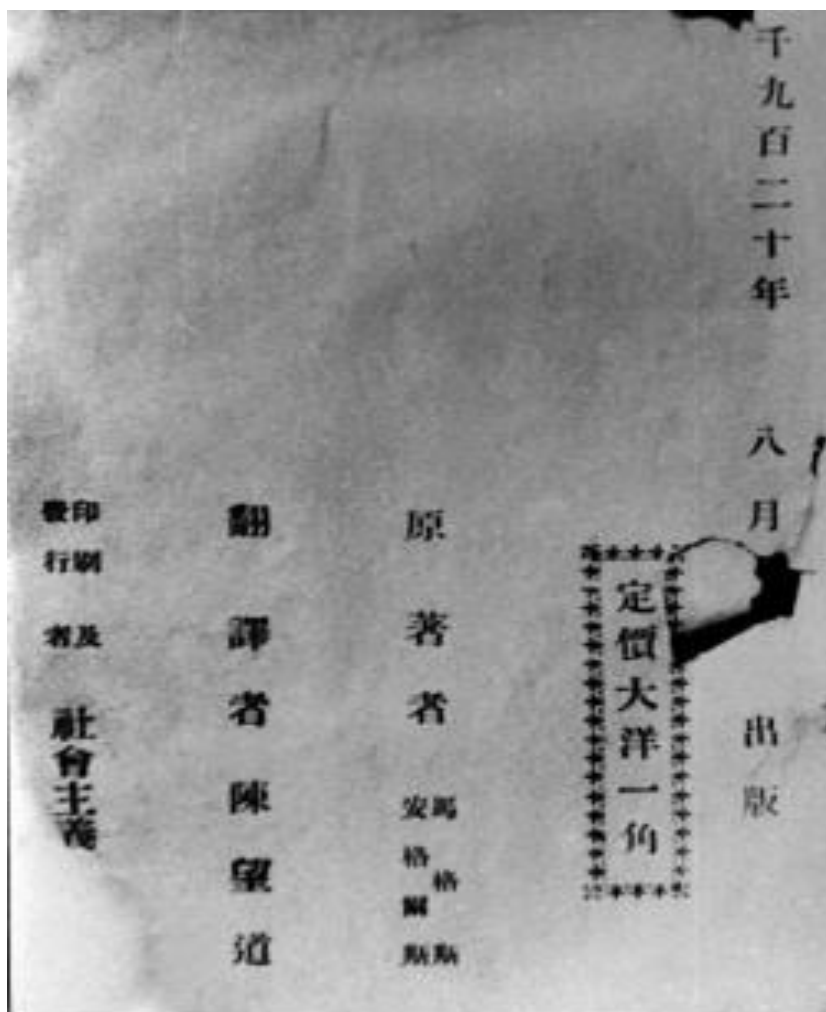 千九百二十年 八月 出版
定價大洋一角
原著者 馬格斯 安格爾斯
翻譯者 陳望道
印刷及發行者 社會主義